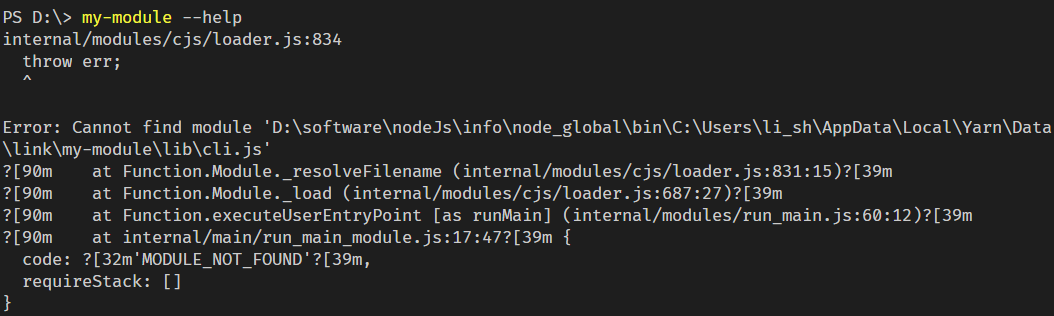 PS D:\> my-module --help
internal/modules/cjs/loader.js:834
  throw err;
  ^

Error: Cannot find module 'D:\software\nodeJs\info\node_global\bin\C:\Users\li_sh\AppData\Local\Yarn\Data
\link\my-module\lib\cli.js'
?[90m    at Function.Module._resolveFilename (internal/modules/cjs/loader.js:831:15)?[39m
?[90m    at Function.Module._load (internal/modules/cjs/loader.js:687:27)?[39m
?[90m    at Function.executeUserEntryPoint [as runMain] (internal/modules/run_main.js:60:12)?[39m
?[90m    at internal/main/run_main_module.js:17:47?[39m {
  code: ?[32m'MODULE_NOT_FOUND'?[39m,
  requireStack: []
}